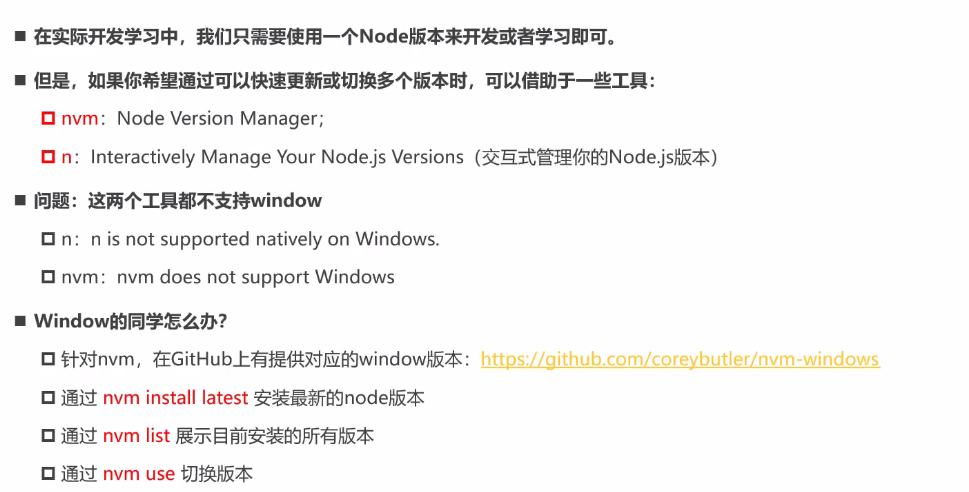 在实际开发学习中，我们只需要使用一个Node版本来开发或者学习即可。
但是，如果你希望通过可以快速更新或切换多个版本时，可以借助于一些工具：
nvm：Node Version Manager；
n：Interactively Manage Your Node.js Versions（交互式管理你的Node.js版本）
问题：这两个工具都不支持window
n：n is not supported natively on Windows.
nvm：nvm does not support Windows
Window的同学怎么办？
针对nvm，在GitHub上有提供对应的window版本：https://github.com/coreybutler/nvm-windows
通过 nvm install latest 安装最新的node版本
通过 nvm list 展示目前安装的所有版本
通过 nvm use 切换版本